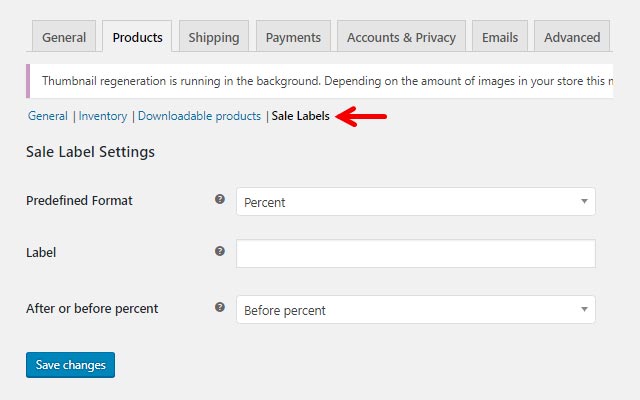 General Products Shipping Payments Accounts & Privacy Emails Advanced
Thumbnail regeneration is running in the background. Depending on the amount of images in your store this
General | Inventory | Downloadable products | Sale Labels
Sale Label Settings
Predefined Format ? Percent
Label ?
After or before percent ? Before percent
Save changes